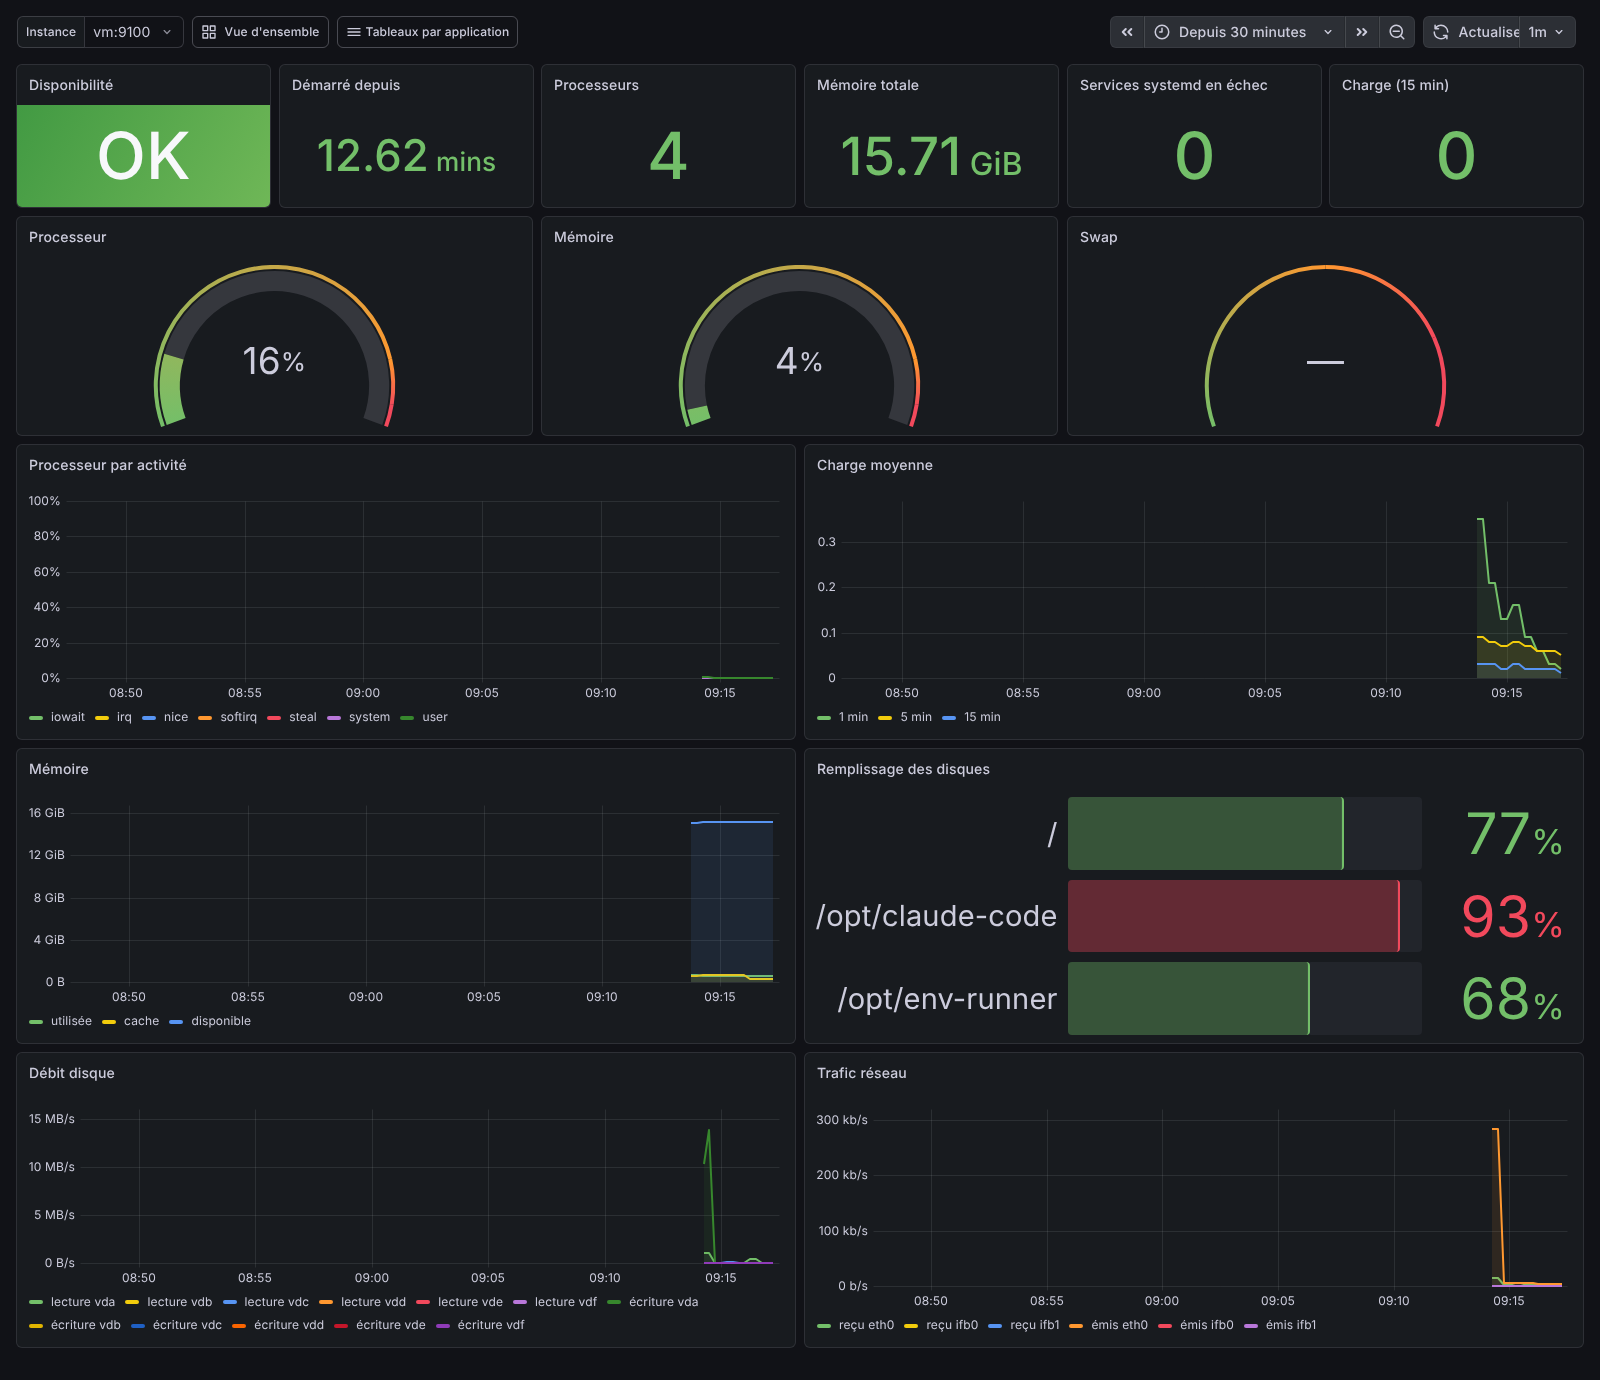 Instance vm:9100 Vue d'ensemble Tableaux par application Depuis 30 minutes Actualise 1m
Disponibilité
OK
Démarré depuis
12.62 mins
Processeurs
4
Mémoire totale
15.71 GiB
Services systemd en échec
0
Charge (15 min)
0
Processeur
16%
Mémoire
4%
Swap
Processeur par activité
100%
80%
60%
40%
20%
0%
08:50 08:55 09:00 09:05 09:10 09:15
iowait irq nice softirq steal system user
Charge moyenne
0.3
0.2
0.1
0
08:50 08:55 09:00 09:05 09:10 09:15
1 min 5 min 15 min
Mémoire
16 GiB
12 GiB
8 GiB
4 GiB
0 B
08:50 08:55 09:00 09:05 09:10 09:15
utilisée cache disponible
Remplissage des disques
/ 77%
/opt/claude-code 93%
/opt/env-runner 68%
Débit disque
15 MB/s
10 MB/s
5 MB/s
0 B/s
08:50 08:55 09:00 09:05 09:10 09:15
lecture vda lecture vdb lecture vdc lecture vdd lecture vde lecture vdf écriture vda
écriture vdb écriture vdc écriture vdd écriture vde écriture vdf
Trafic réseau
300 kb/s
200 kb/s
100 kb/s
0 b/s
08:50 08:55 09:00 09:05 09:10 09:15
reçu eth0 reçu ifb0 reçu ifb1 émis eth0 émis ifb0 émis ifb1